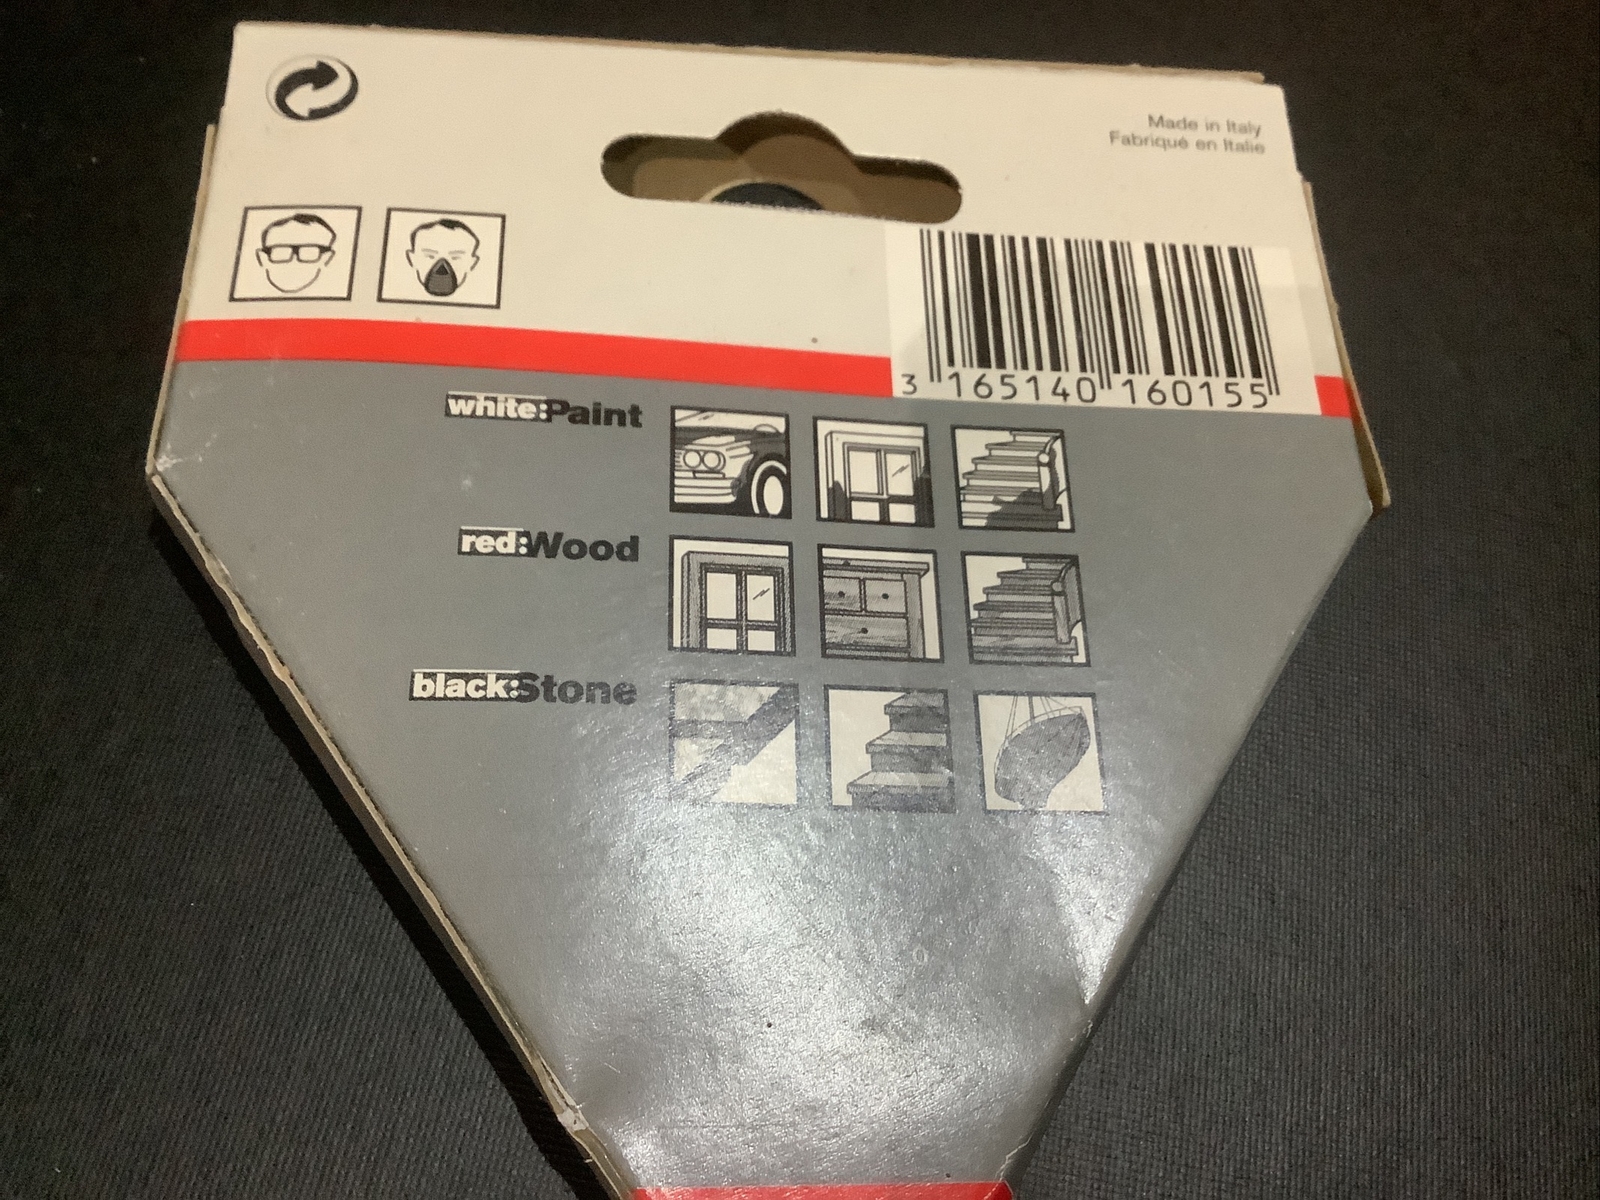 Made in Italy
Fabriqué en Italie
3 165140 160155
white:Paint
red:Wood
black:Stone